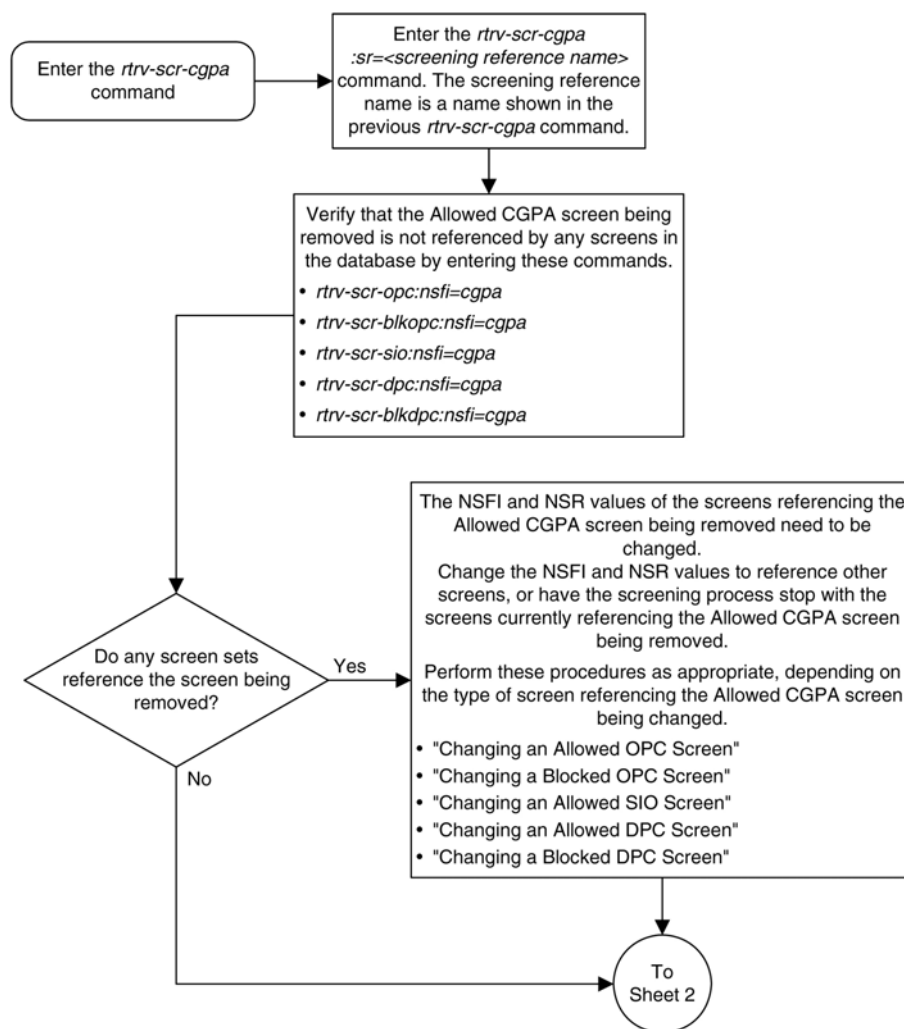 Enter the rtrv-scr-cgpa
command
Enter the rtrv-scr-cgpa
:sr=<screening reference name>
command. The screening reference
name is a name shown in the
previous rtrv-scr-cgpa command.
Verify that the Allowed CGPA screen being
removed is not referenced by any screens in
the database by entering these commands.
• rtrv-scr-opc:nsfi=cgpa
• rtrv-scr-blkopc:nsfi=cgpa
• rtrv-scr-sio:nsfi=cgpa
• rtrv-scr-dpc:nsfi=cgpa
• rtrv-scr-blkdpc:nsfi=cgpa
Do any screen sets
reference the screen being
removed?
Yes
No
The NSFI and NSR values of the screens referencing the
Allowed CGPA screen being removed need to be
changed.
Change the NSFI and NSR values to reference other
screens, or have the screening process stop with the
screens currently referencing the Allowed CGPA screen
being removed.
Perform these procedures as appropriate, depending on
the type of screen referencing the Allowed CGPA screen
being changed.
• "Changing an Allowed OPC Screen"
• "Changing a Blocked OPC Screen"
• "Changing an Allowed SIO Screen"
• "Changing an Allowed DPC Screen"
• "Changing a Blocked DPC Screen"
To
Sheet 2